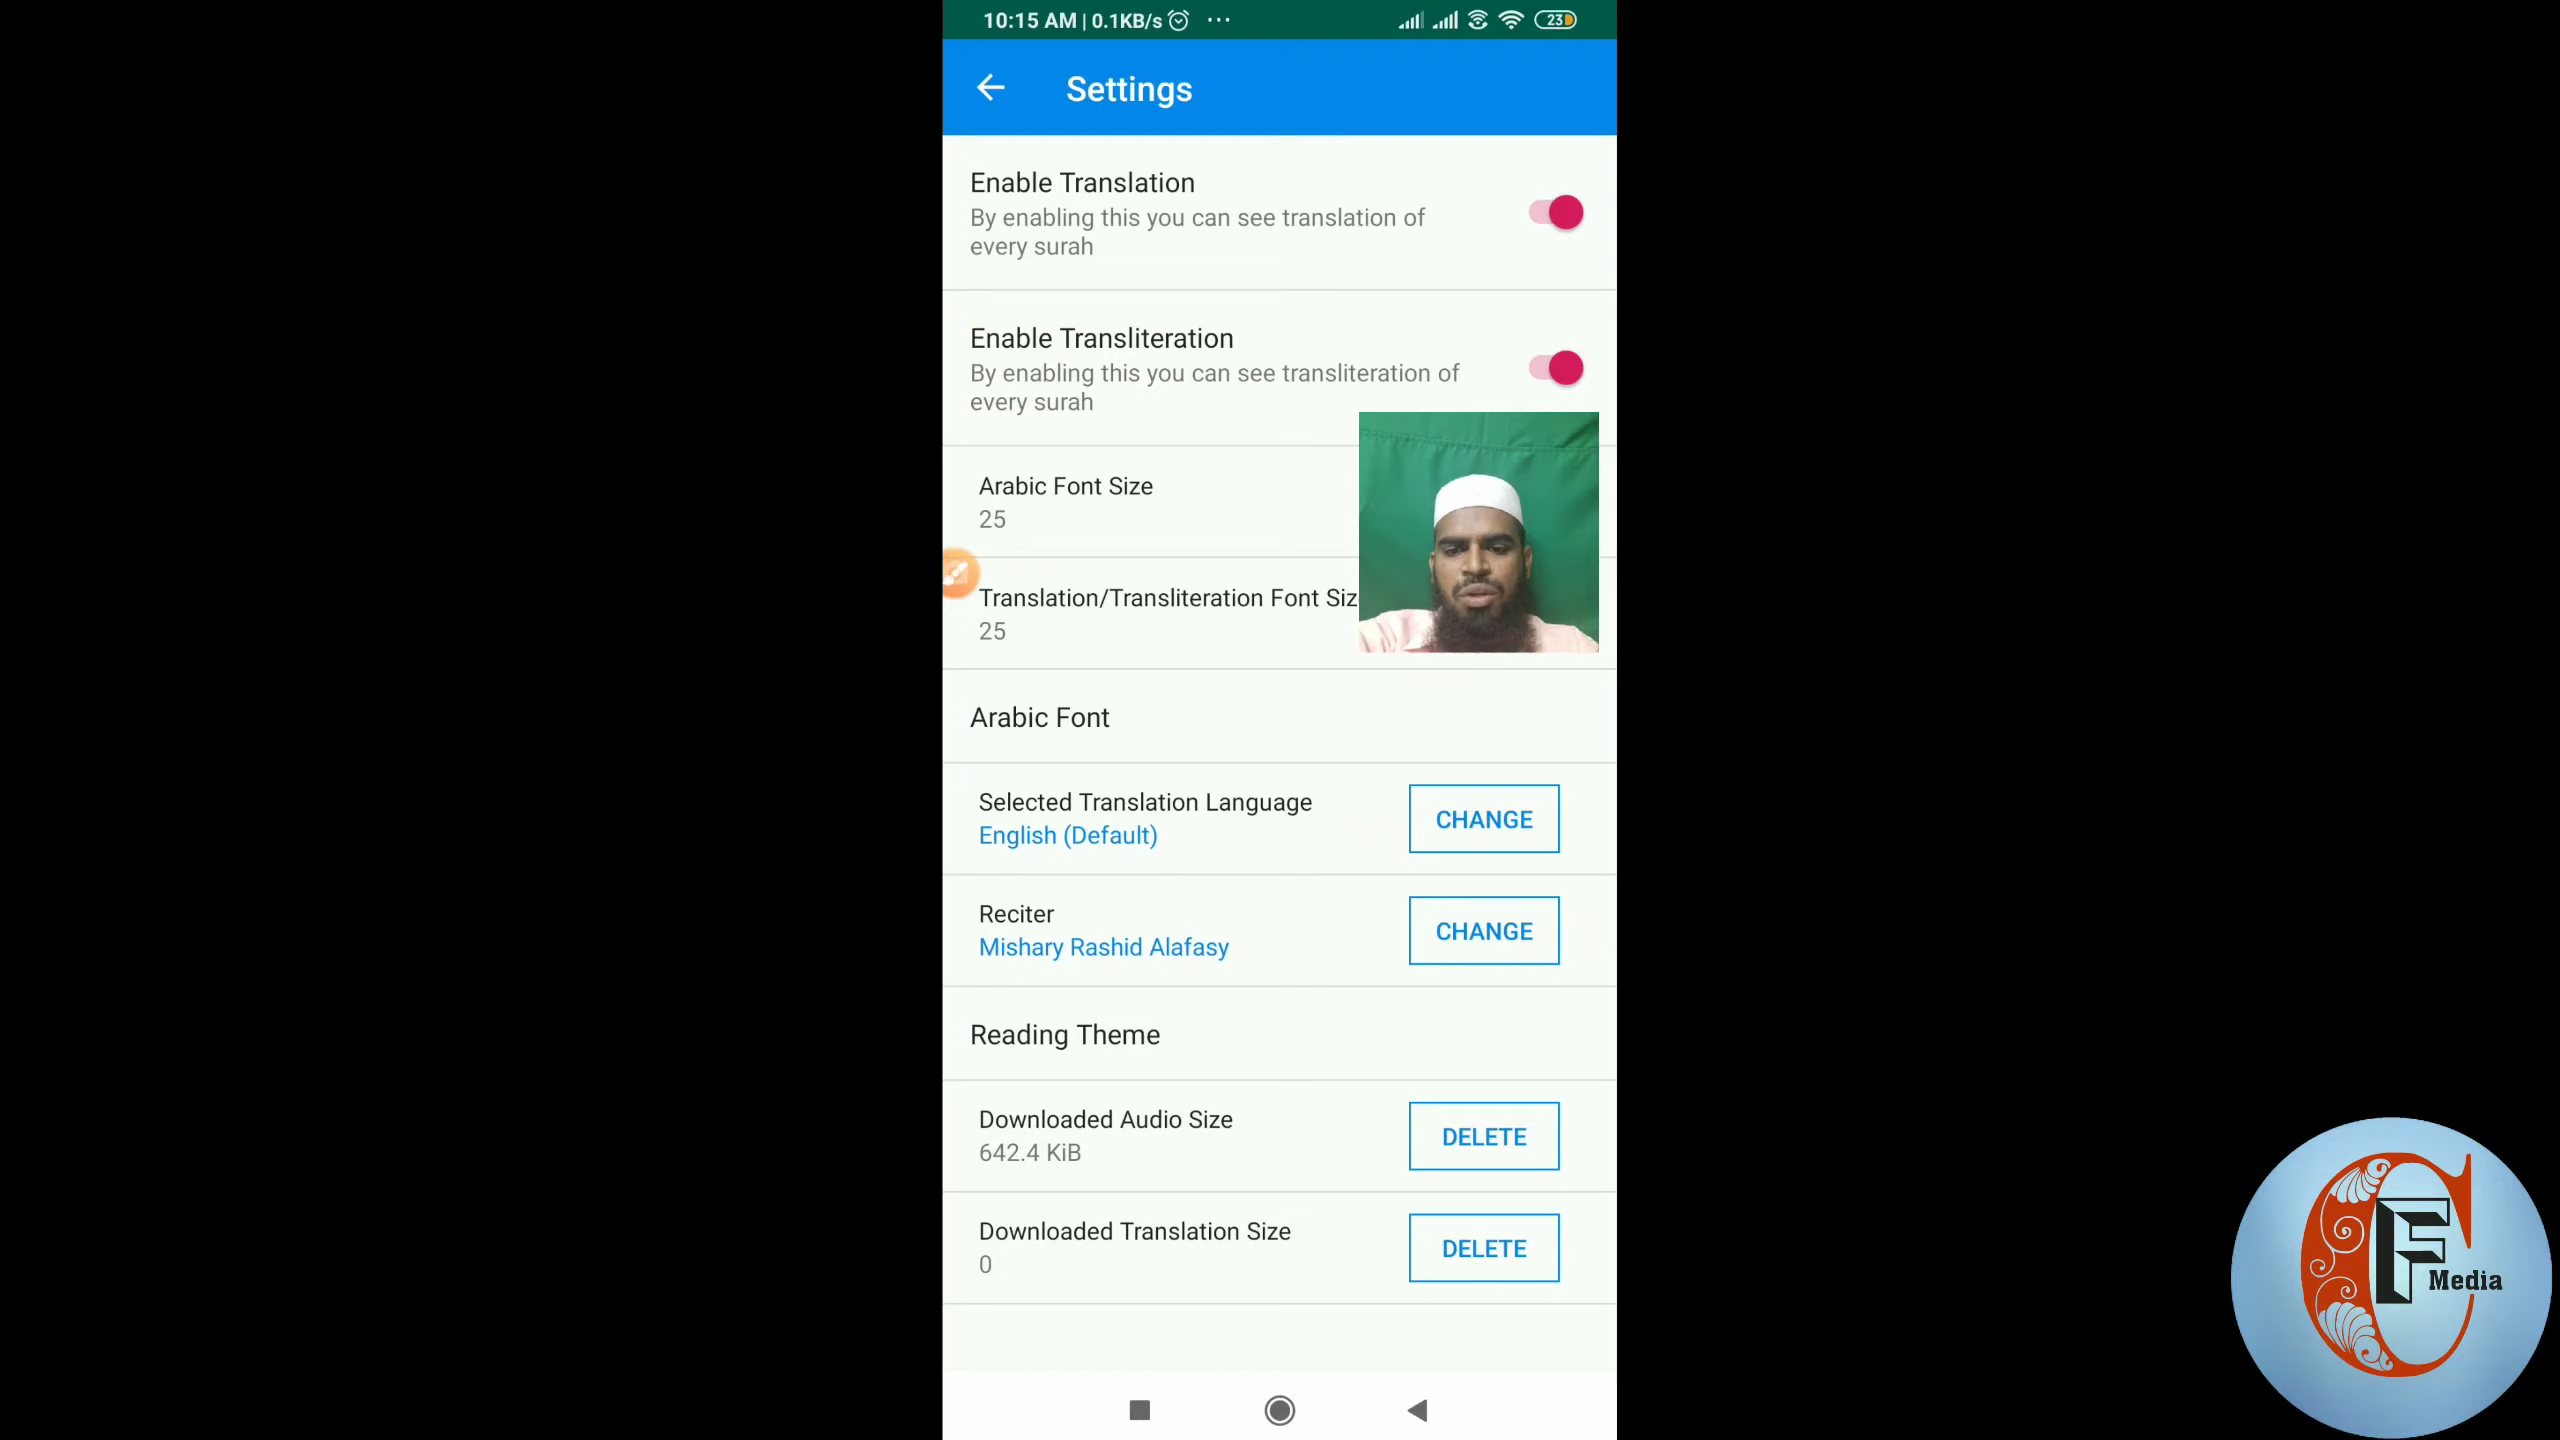 10:15 AM | 0.1KB/s ... 23
Settings
Enable Translation
By enabling this you can see translation of
every surah
Enable Transliteration
By enabling this you can see transliteration of
every surah
Arabic Font Size
25
Translation/Transliteration Font Siz
25
Arabic Font
Selected Translation Language
English (Default)
CHANGE
Reciter
Mishary Rashid Alafasy
CHANGE
Reading Theme
Downloaded Audio Size
642.4 KiB
DELETE
Downloaded Translation Size
0
DELETE
CF Media